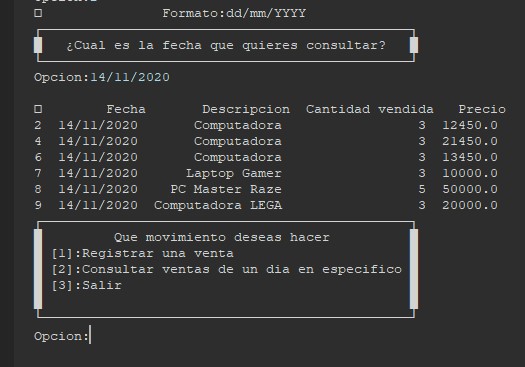 Formato:dd/mm/YYYY
¿Cual es la fecha que quieres consultar?
Opcion:14/11/2020
Fecha Descripcion Cantidad vendida Precio
2 14/11/2020 Computadora 3 12450.0
4 14/11/2020 Computadora 3 21450.0
6 14/11/2020 Computadora 3 13450.0
7 14/11/2020 Laptop Gamer 3 10000.0
8 14/11/2020 PC Master Raze 5 50000.0
9 14/11/2020 Computadora LEGA 3 20000.0
Que movimiento deseas hacer
[1]:Registrar una venta
[2]:Consultar ventas de un dia en especifico
[3]:Salir
Opcion: